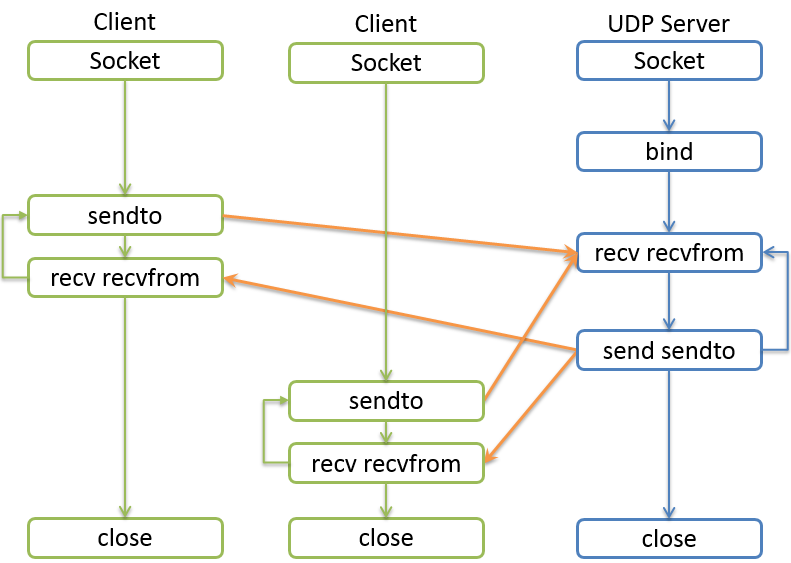 Client
Socket
sendto
recv recvfrom
close
Client
Socket
sendto
recv recvfrom
close
UDP Server
Socket
bind
recv recvfrom
send sendto
close